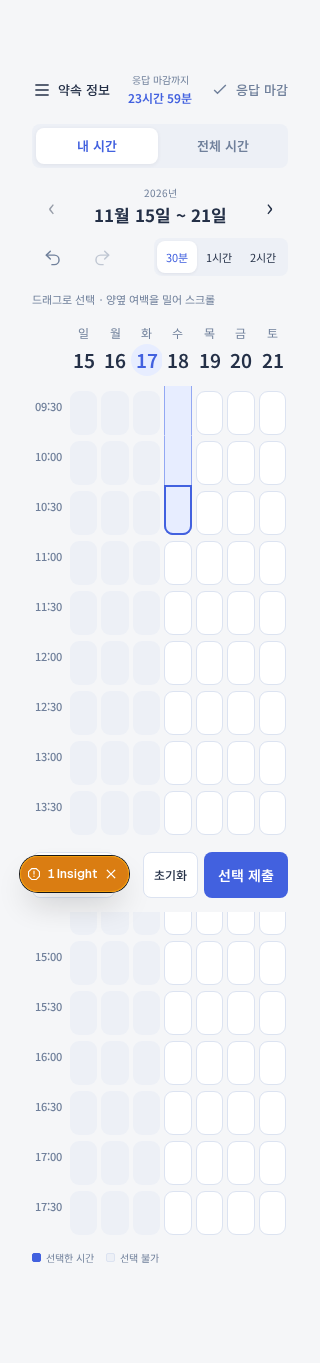 약속 정보
응답 마감까지
23시간 59분
응답 마감
내 시간
전체 시간
2026년
11월 15일 ~ 21일
30분 1시간 2시간
드래그로 선택 · 양옆 여백을 밀어 스크롤
일 월 화 수 목 금 토
15 16 17 18 19 20 21
09:30
10:00
10:30
11:00
11:30
12:00
12:30
13:00
13:30
1 Insight
초기화
선택 제출
15:00
15:30
16:00
16:30
17:00
17:30
선택한 시간
선택 불가